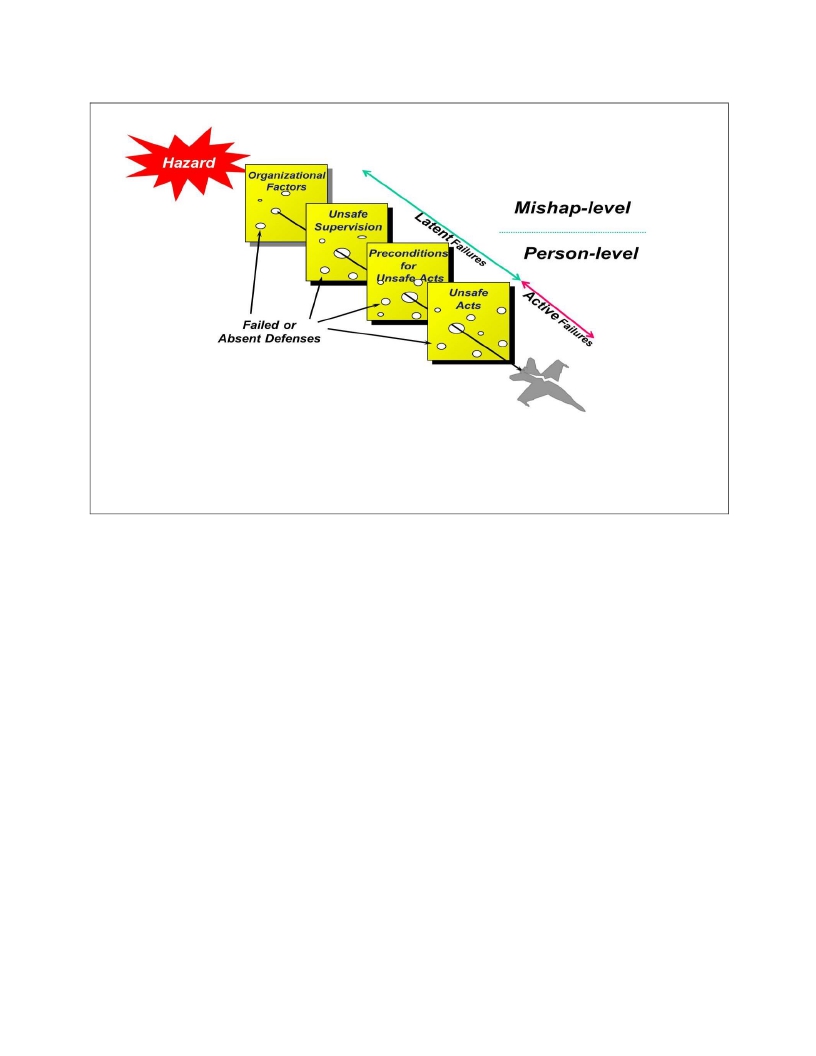 Hazard
Organizational
Factors
Unsafe
Supervision
Preconditions
for
Unsafe Acts
Unsafe
Acts
Latent Failures
Active Failures
Mishap-level
Person-level
Failed or
Absent Defenses